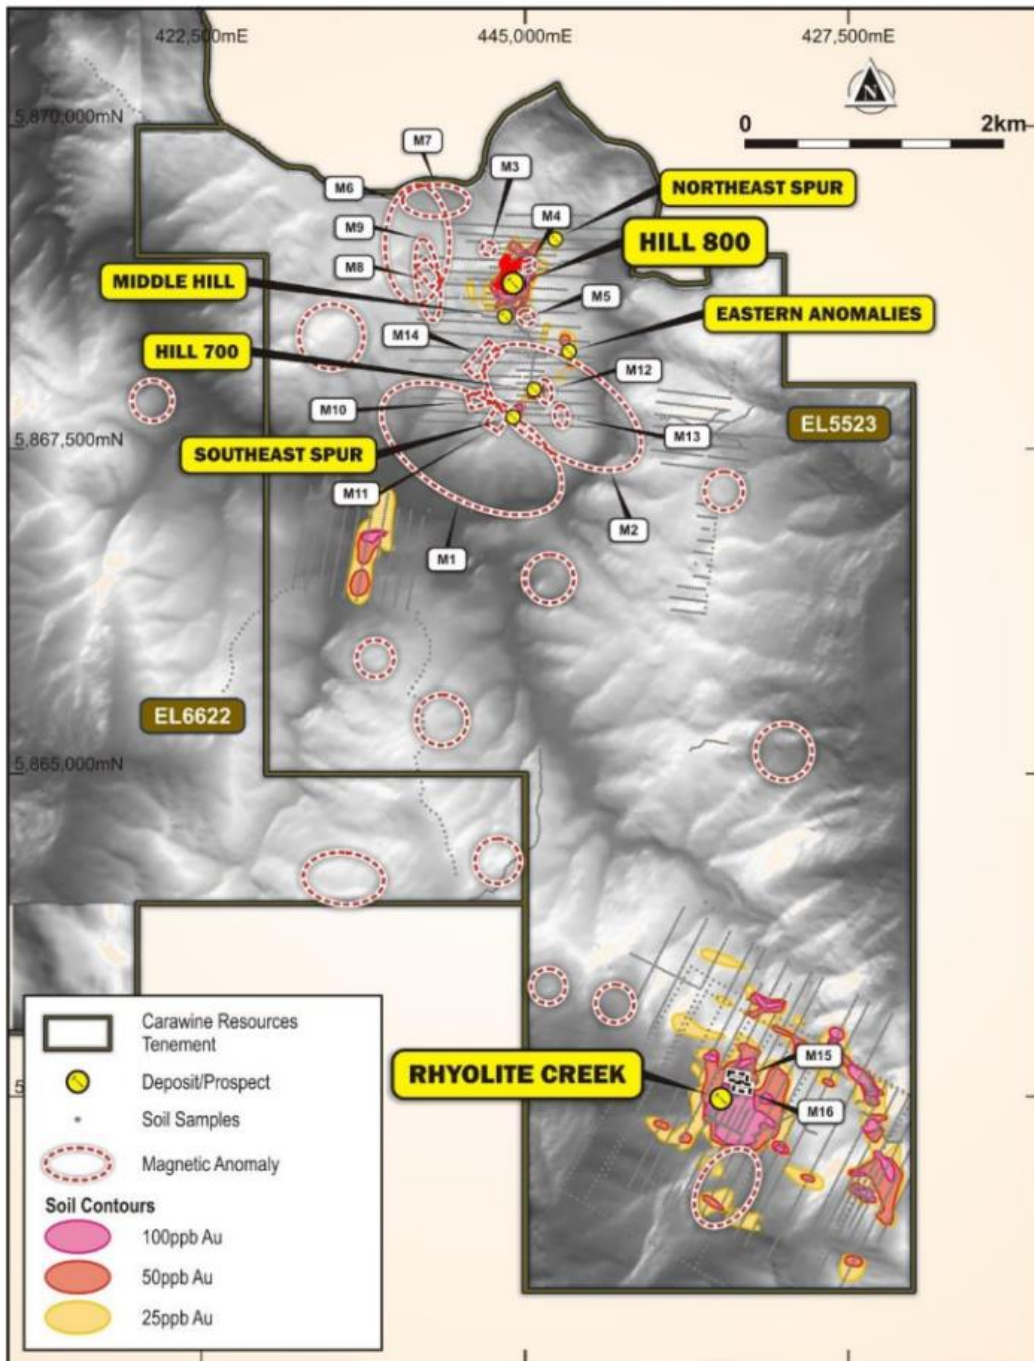 422,500mE
445,000mE
427,500mE
5,870,000mN
N
0
2km
M7
M3
M6
NORTHEAST SPUR
M4
M9
HILL 800
M8
MIDDLE HILL
M5
EASTERN ANOMALIES
M14
HILL 700
M12
M10
EL5523
M13
5,867,500mN
SOUTHEAST SPUR
M11
M2
M1
EL6622
5,865,000mN
Carawine Resources
Tenement
Deposit/Prospect
Soil Samples
Magnetic Anomaly
Soil Contours
100ppb Au
50ppb Au
25ppb Au
M15
RHYOLITE CREEK
M16